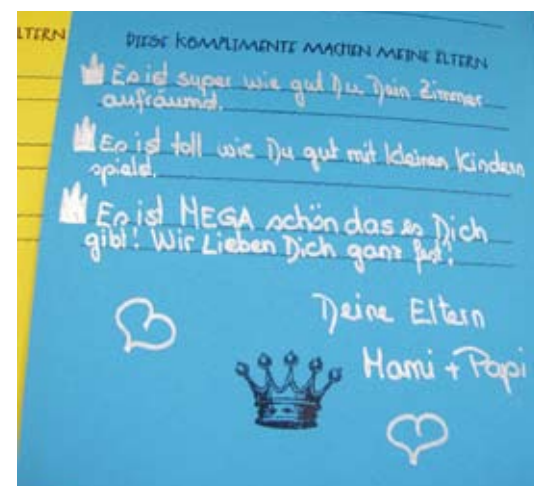 LTERN
DIESE KOMPLIMENTE MACHEN MEINE ELTERN
Es ist super wie gut Du Dein Zimmer
aufräumst.
Es ist toll wie Du gut mit kleinen Kindern
spielst.
Es ist MEGA schön das es Dich
gibt! Wir Lieben Dich ganz fest!
Deine Eltern
Mami + Papi